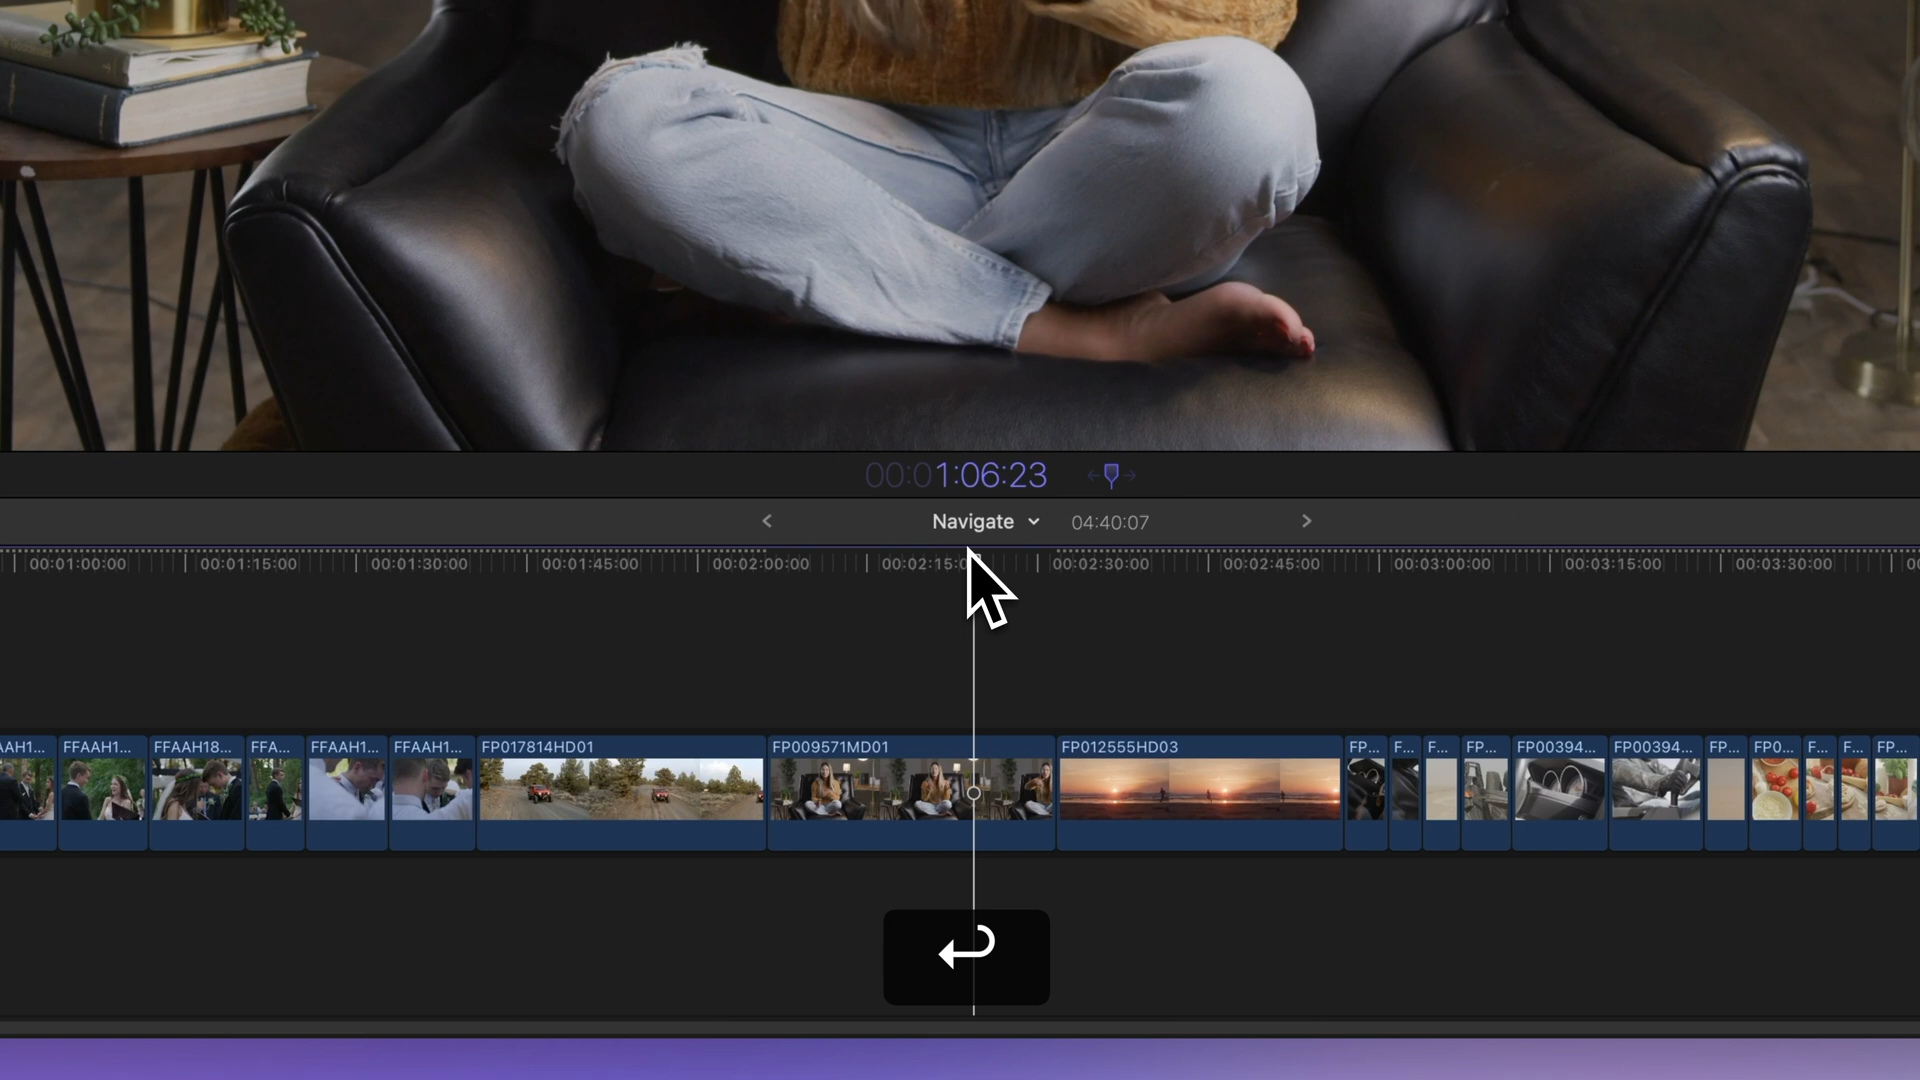 00:01:06:23
Navigate 04:40:07
00:01:00:00 00:01:15:00 00:01:30:00 00:01:45:00 00:02:00:00 00:02:15:0 00:02:30:00 00:02:45:00 00:03:00:00 00:03:15:00 00:03:30:00
AAH1... FFAAH1... FFAAH18... FFA... FFAAH1... FFAAH1... FP017814HD01 FP009571MD01 FP012555HD03 FP... F... F... FP... FP00394... FP00394... FP... FP0... F... F... FP...